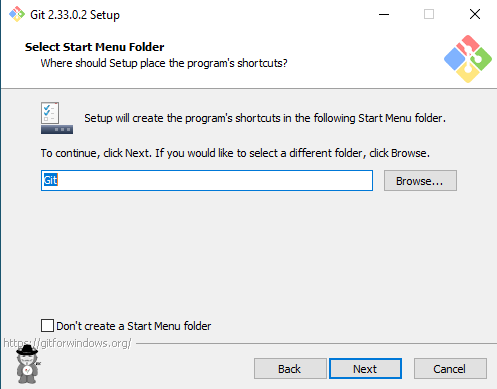 Git 2.33.0.2 Setup
Select Start Menu Folder
Where should Setup place the program's shortcuts?
Setup will create the program's shortcuts in the following Start Menu folder.
To continue, click Next. If you would like to select a different folder, click Browse.
Git
Browse...
Don't create a Start Menu folder
https://gitforwindows.org/
Back
Next
Cancel